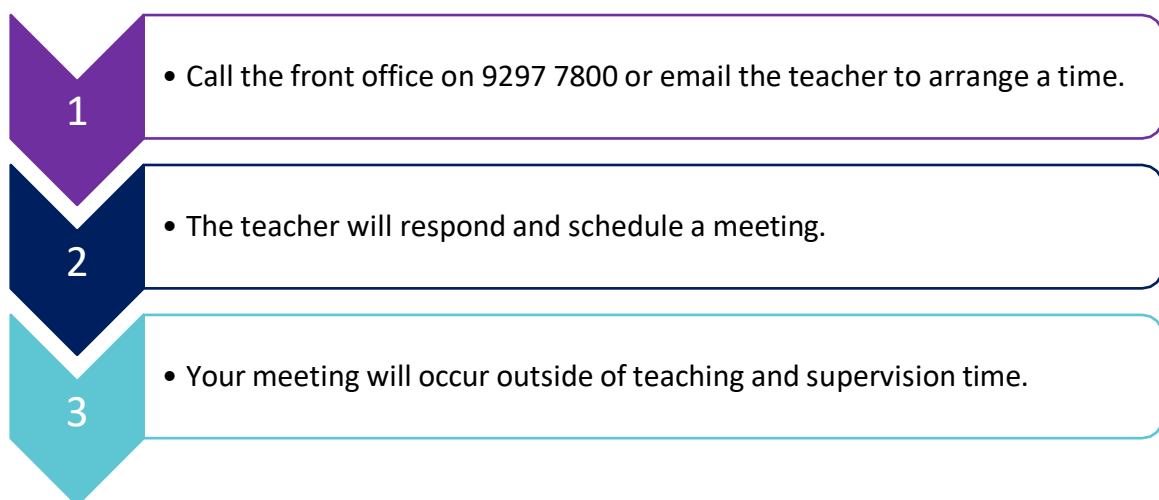 1
• Call the front office on 9297 7800 or email the teacher to arrange a time.
2
• The teacher will respond and schedule a meeting.
3
• Your meeting will occur outside of teaching and supervision time.